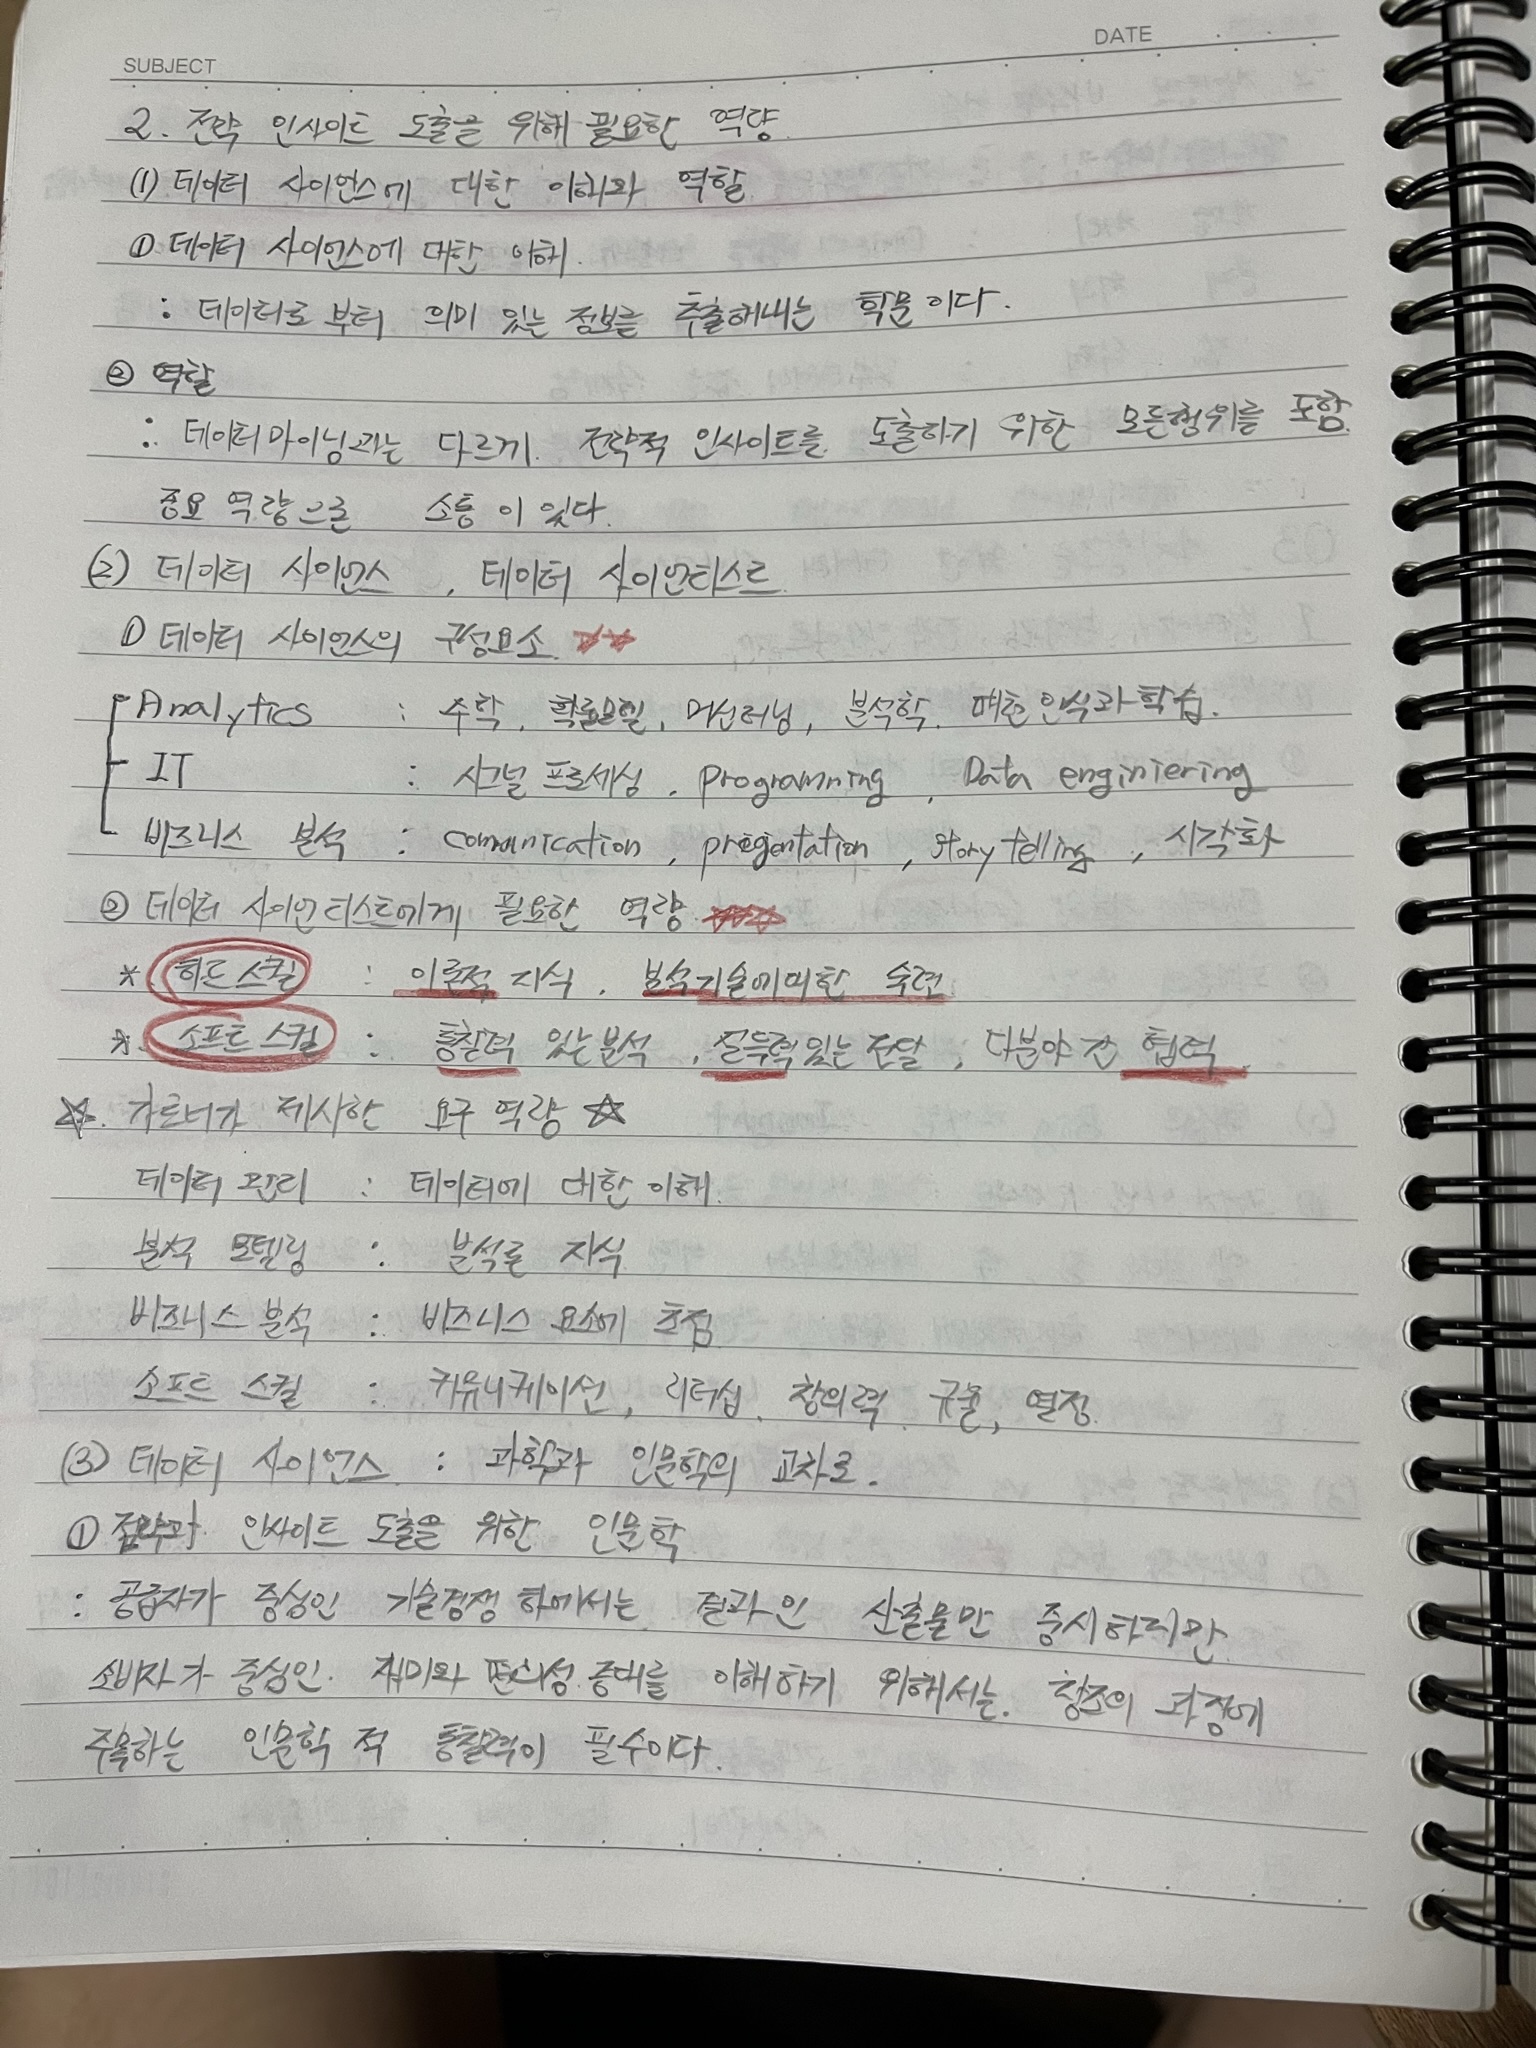 DATE
SUBJECT
2. 전략 인사이트 도출을 위해 필요한 역량
(1) 데이터 사이언스에 대한 이해와 역할
① 데이터 사이언스에 대한 이해.
: 데이터로 부터 의미 있는 정보를 추출해내는 학문이다.
② 역할
: 데이터마이닝과는 다르게. 전략적 인사이트를 도출하기 위한 모든행위를 포함.
중요 역량으론 소통이 있다.
(2) 데이터 사이언스, 데이터 사이언티스트
① 데이터 사이언스의 구성요소. ☆☆
Analytics : 수학, 확률모델, 머신러닝, 분석학. 패턴인식과 학습.
IT : 시그널 프로세싱, programming, Data enginiering
비즈니스 분석 : comunication, presentation, story telling, 시각화
② 데이터 사이언티스트에게 필요한 역량. ☆☆☆
* 하드 스킬 : 이론적 지식, 분석기술에대한 숙련
* 소프트 스킬 : 통찰력 있는분석, 설득력있는 전달, 다분야 간 협력.
☆. 가트너가 제시한 요구 역량 ☆
데이터 관리 : 데이터에 대한 이해.
분석 모델링 : 분석론 지식
비즈니스 분석 : 비즈니스 요소에 초점
소프트 스킬 : 커뮤니케이션, 리더십. 창의력. 규율, 열정.
(3) 데이터 사이언스 : 과학과 인문학의 교차로.
① 전략과 인사이트 도출을 위한 인문학
: 공급자가 중심인 기술경쟁 하에서는 결과인 산출물만 중시하지만.
소비자가 중심인. 재미와 편의성 증대를 이해하기 위해서는. 창조의 과정에
주목하는 인문학적 통찰력이 필수이다.